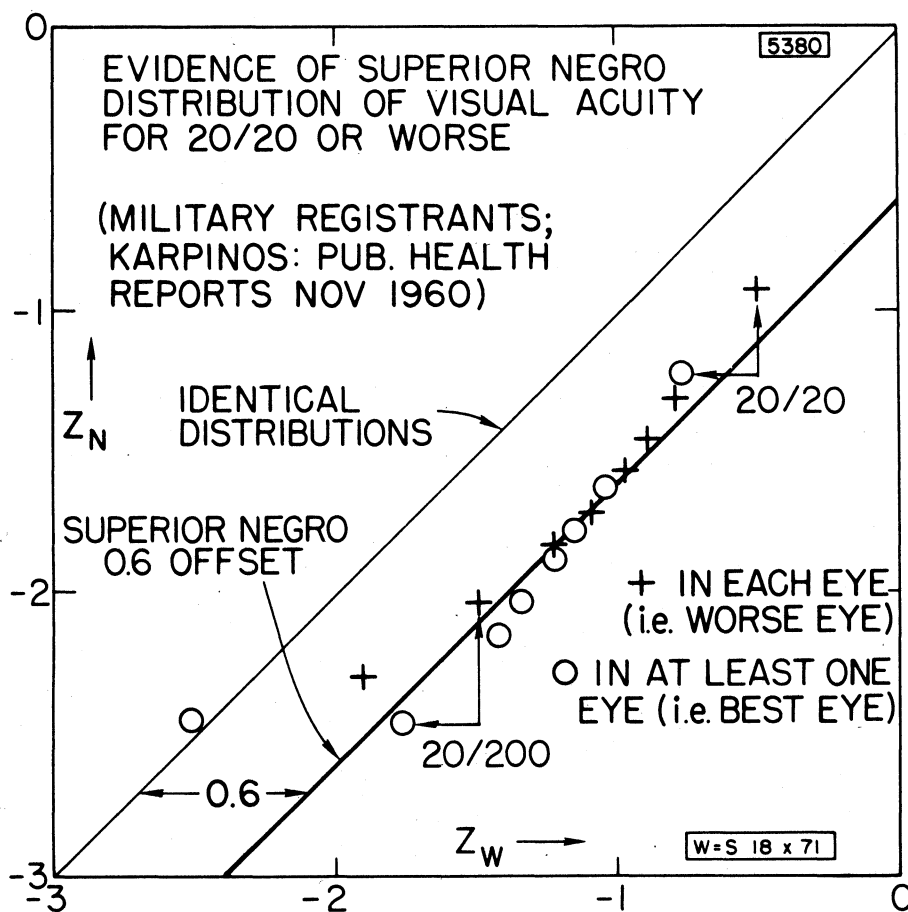 0
5380
EVIDENCE OF SUPERIOR NEGRO
DISTRIBUTION OF VISUAL ACUITY
FOR 20/20 OR WORSE
(MILITARY REGISTRANTS;
KARPINOS: PUB. HEALTH
REPORTS NOV 1960)
-1
Z_N
IDENTICAL
DISTRIBUTIONS
20/20
SUPERIOR NEGRO
0.6 OFFSET
-2
+ IN EACH EYE
(i.e. WORSE EYE)
O IN AT LEAST ONE
EYE (i.e. BEST EYE)
20/200
0.6
Z_W
W=S 18 x 71
-3
-3 -2 -1 0